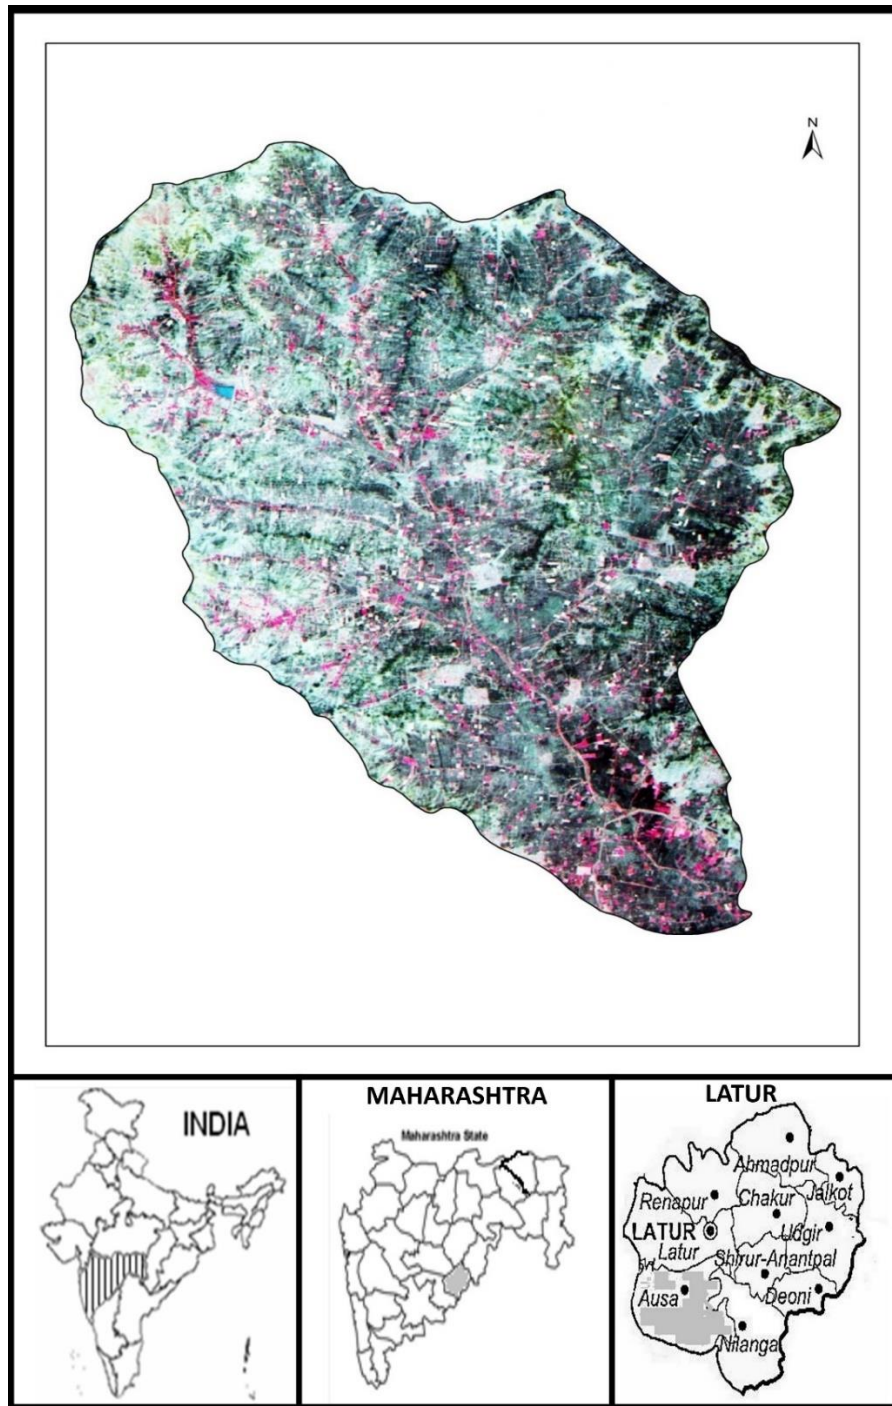 N
INDIA
MAHARASHTRA
Maharashtra State
LATUR
Ahmadpur
Renapur
Chakur
Jalkot
LATUR
Udgir
Latur
Shirur-Anantpal
Ausa
Deoni
Nilanga